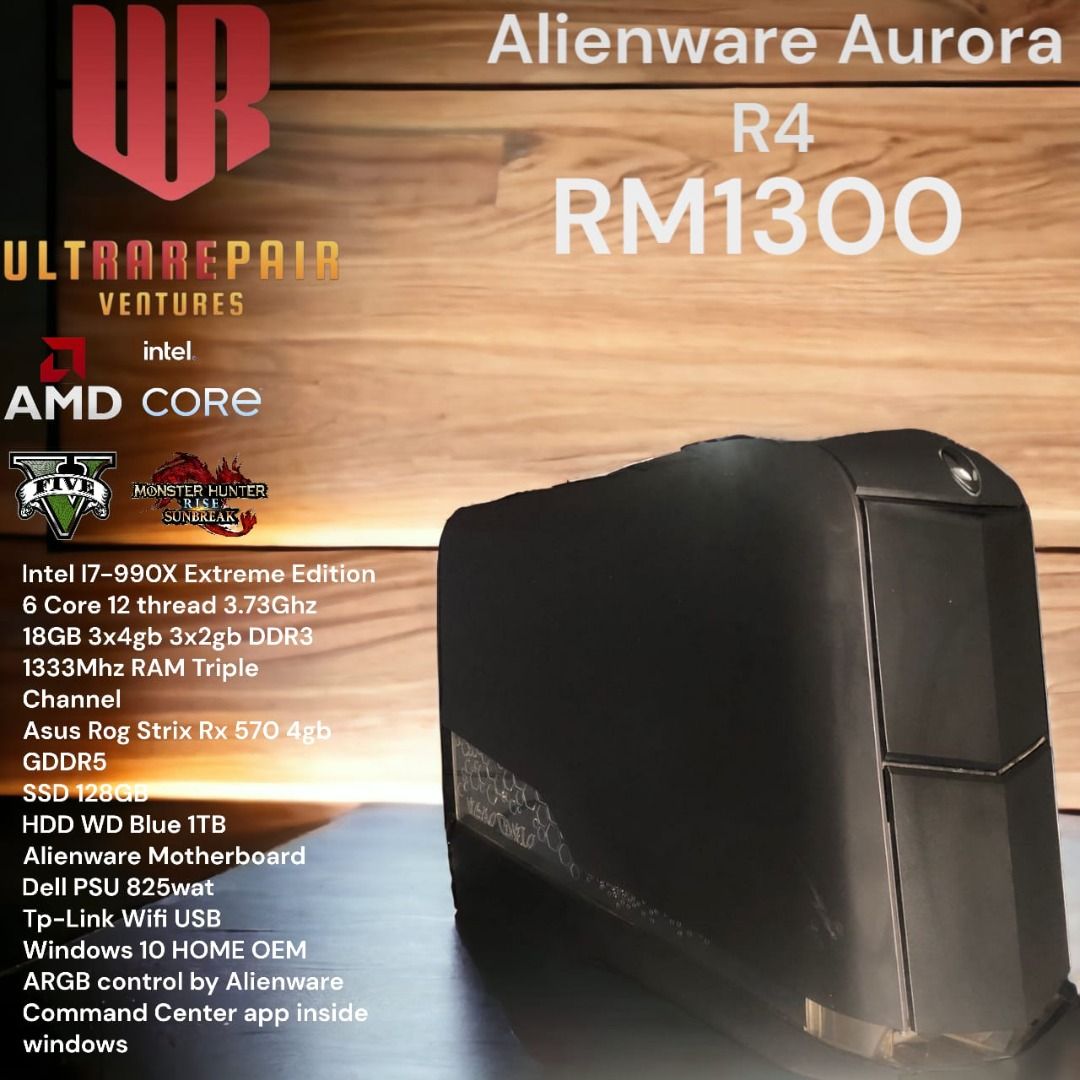 UR
ULTRAREPAIR
VENTURES
Alienware Aurora
R4
RM1300
AMD
intel.
CORE
V
FIVE
MONSTER HUNTER
RISE
SUNBREAK
Intel I7-990X Extreme Edition
6 Core 12 thread 3.73Ghz
18GB 3x4gb 3x2gb DDR3
1333Mhz RAM Triple
Channel
Asus Rog Strix Rx 570 4gb
GDDR5
SSD 128GB
HDD WD Blue 1TB
Alienware Motherboard
Dell PSU 825wat
Tp-Link Wifi USB
Windows 10 HOME OEM
ARGB control by Alienware
Command Center app inside
windows